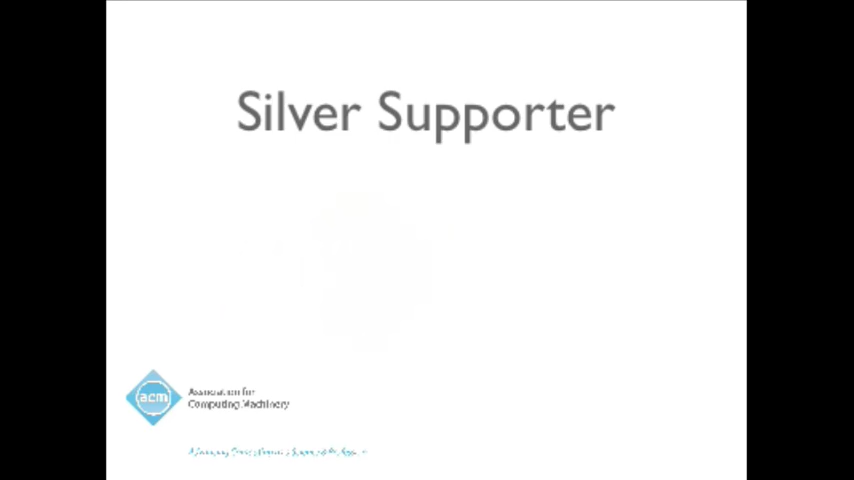 Silver Supporter
acm
Association for
Computing Machinery